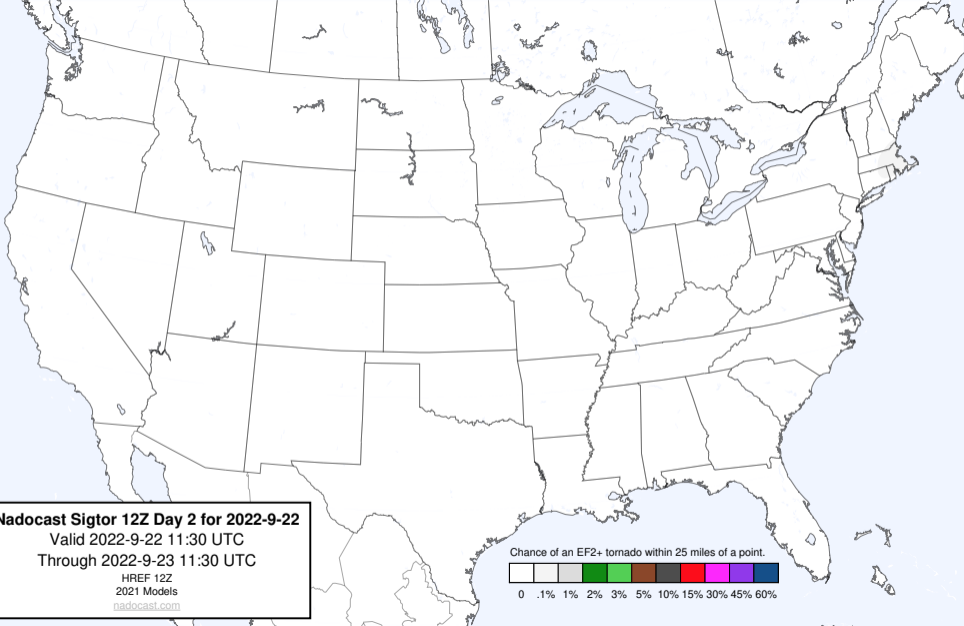 Nadocast Sigtor 12Z Day 2 for 2022-9-22
Valid 2022-9-22 11:30 UTC
Through 2022-9-23 11:30 UTC
HREF 12Z
2021 Models
nadocast.com
Chance of an EF2+ tornado within 25 miles of a point.
0 .1% 1% 2% 3% 5% 10% 15% 30% 45% 60%